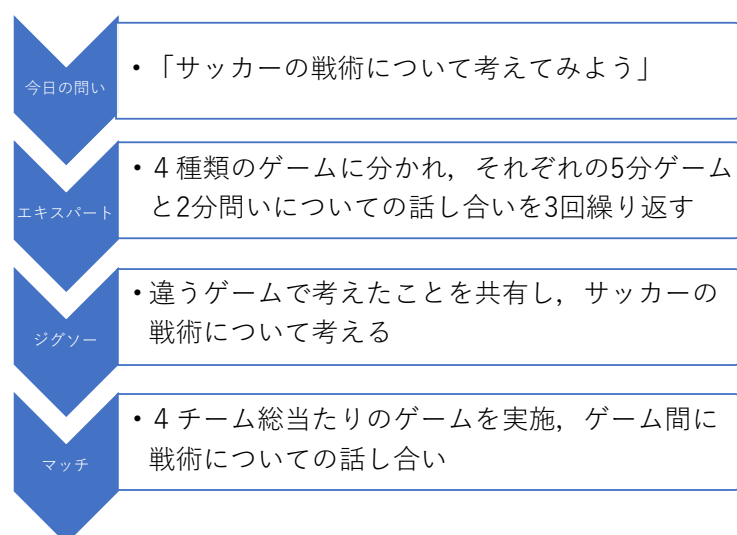 今日の問い
・「サッカーの戦術について考えてみよう」
エキスパート
・４種類のゲームに分かれ，それぞれの5分ゲーム
と2分問いについての話し合いを3回繰り返す
ジグソー
・違うゲームで考えたことを共有し，サッカーの
戦術について考える
マッチ
・４チーム総当たりのゲームを実施，ゲーム間に
戦術についての話し合い